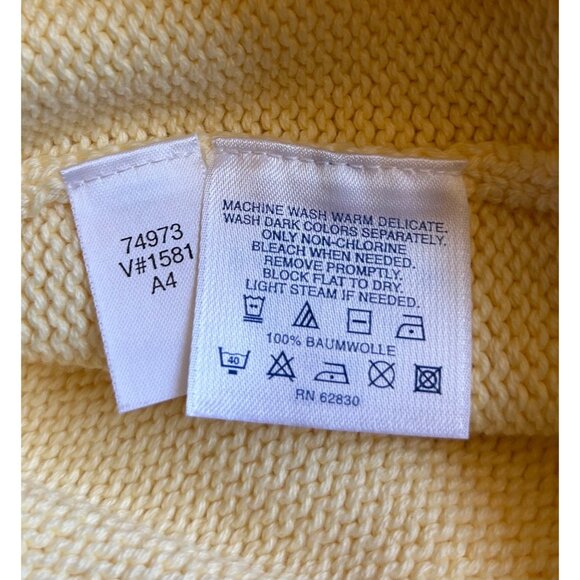 74973
V#1581
A4
MACHINE WASH WARM DELICATE.
WASH DARK COLORS SEPARATELY.
ONLY NON-CHLORINE
BLEACH WHEN NEEDED.
REMOVE PROMPTLY.
BLOCK FLAT TO DRY.
LIGHT STEAM IF NEEDED.
100% BAUMWOLLE
40
RN 62830